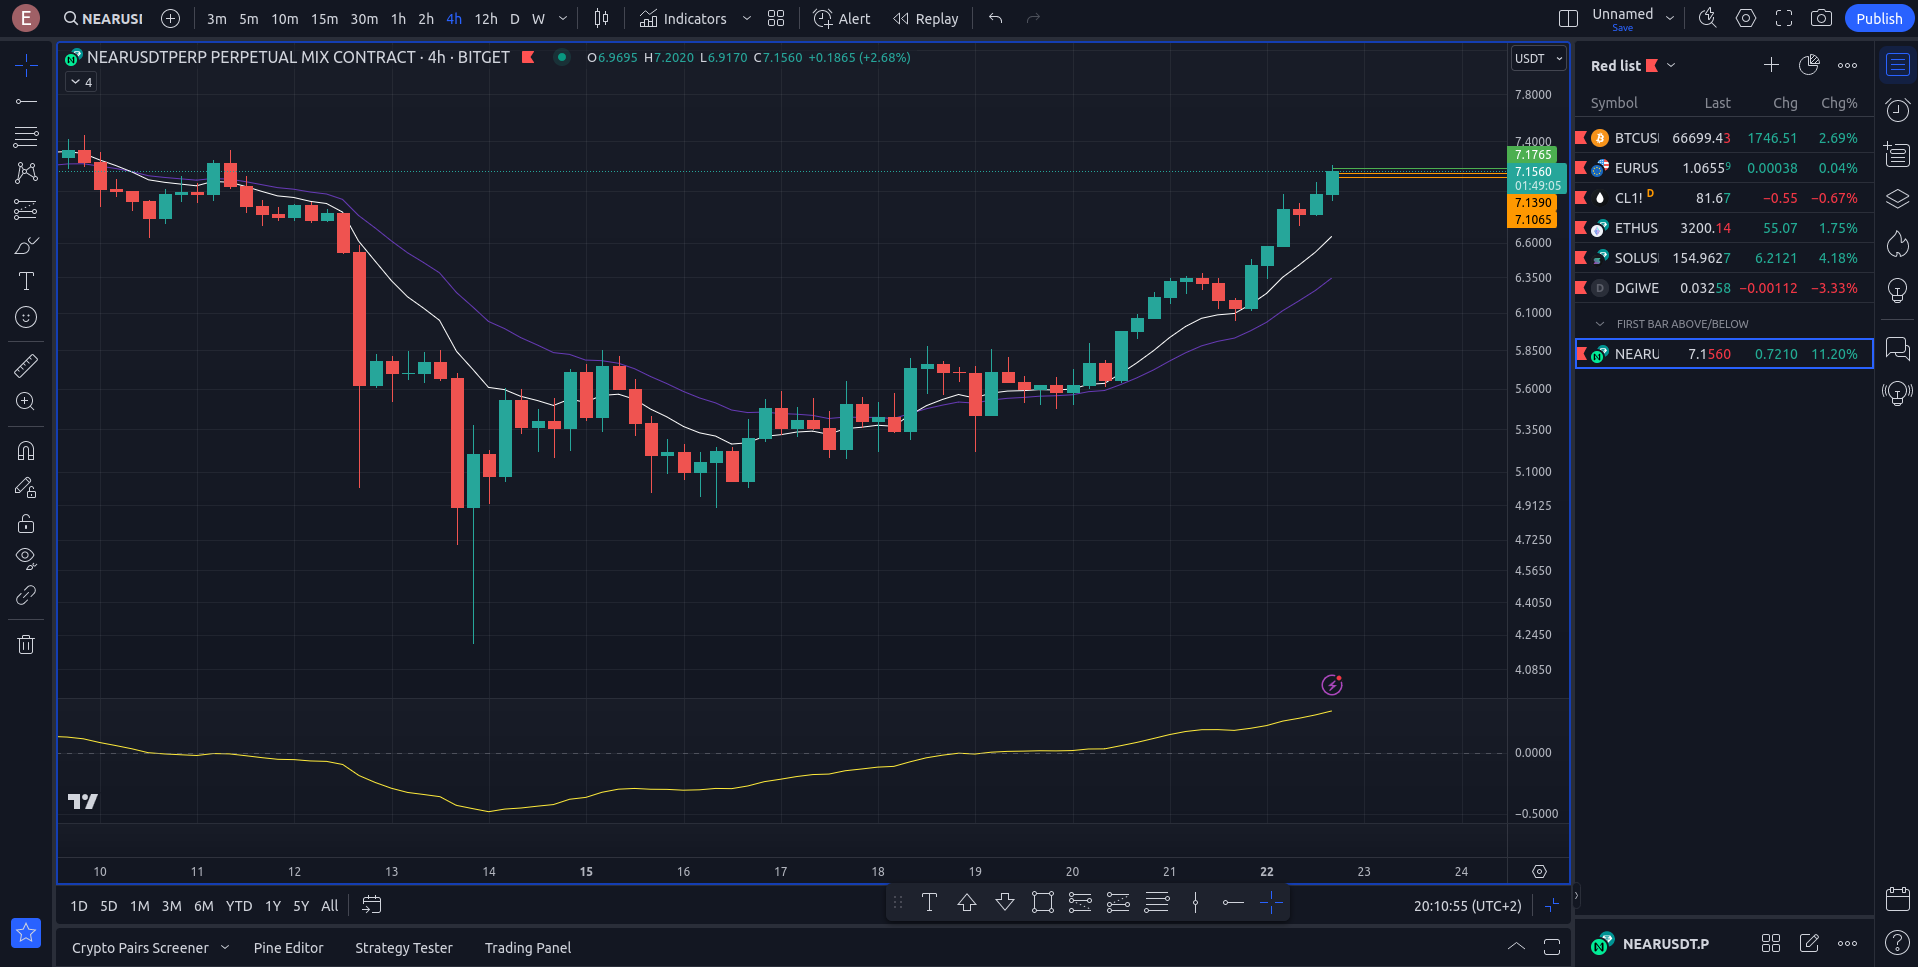 E NEARUSI 3m 5m 10m 15m 30m 1h 2h 4h 12h D W Indicators Alert Replay Unnamed Save Publish
NEARUSDTPERP PERPETUAL MIX CONTRACT · 4h · BITGET O6.9695 H7.2020 L6.9170 C7.1560 +0.1865 (+2.68%)
4
USDT
7.8000
7.4000
7.1765
7.1560
01:49:05
7.1390
7.1065
6.6000
6.3500
6.1000
5.8500
5.6000
5.3500
5.1000
4.9125
4.7250
4.5650
4.4050
4.2450
4.0850
0.0000
−0.5000
10 11 12 13 14 15 16 17 18 19 20 21 22 23 24
Red list
Symbol Last Chg Chg%
BTCUSI 66699.43 1746.51 2.69%
EURUS 1.06559 0.00038 0.04%
CL1! D 81.67 −0.55 −0.67%
ETHUS 3200.14 55.07 1.75%
SOLUSI 154.9627 6.2121 4.18%
D DGIWE 0.03258 −0.00112 −3.33%
FIRST BAR ABOVE/BELOW
NEARU 7.1560 0.7210 11.20%
1D 5D 1M 3M 6M YTD 1Y 5Y All
20:10:55 (UTC+2)
Crypto Pairs Screener Pine Editor Strategy Tester Trading Panel
NEARUSDT.P